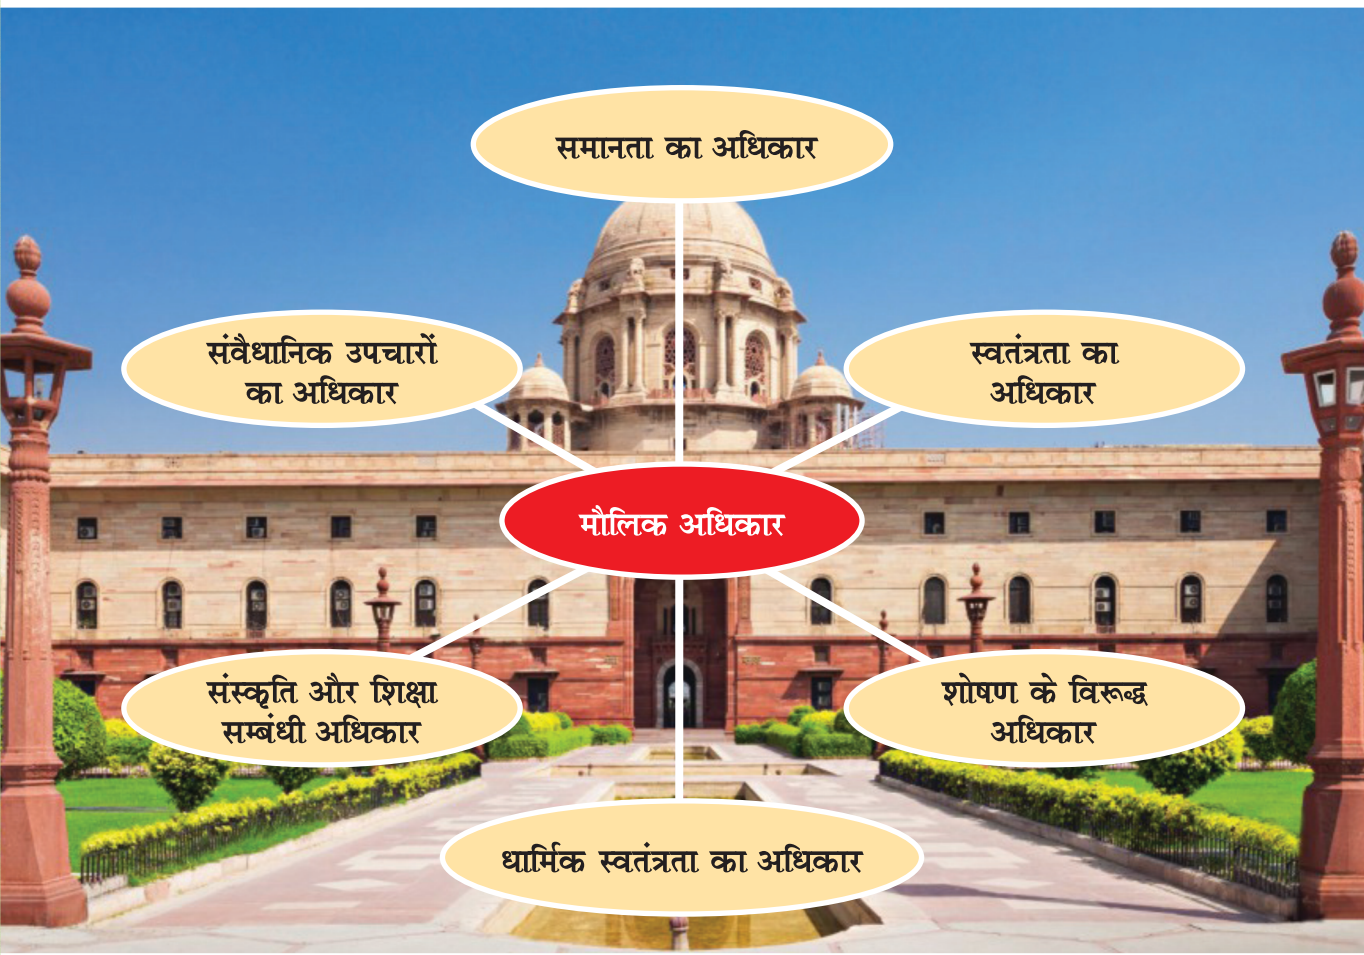 समानता का अधिकार
संवैधानिक उपचारों
का अधिकार
स्वतंत्रता का
अधिकार
मौलिक अधिकार
संस्कृति और शिक्षा
सम्बंधी अधिकार
शोषण के विरूद्ध
अधिकार
धार्मिक स्वतंत्रता का अधिकार